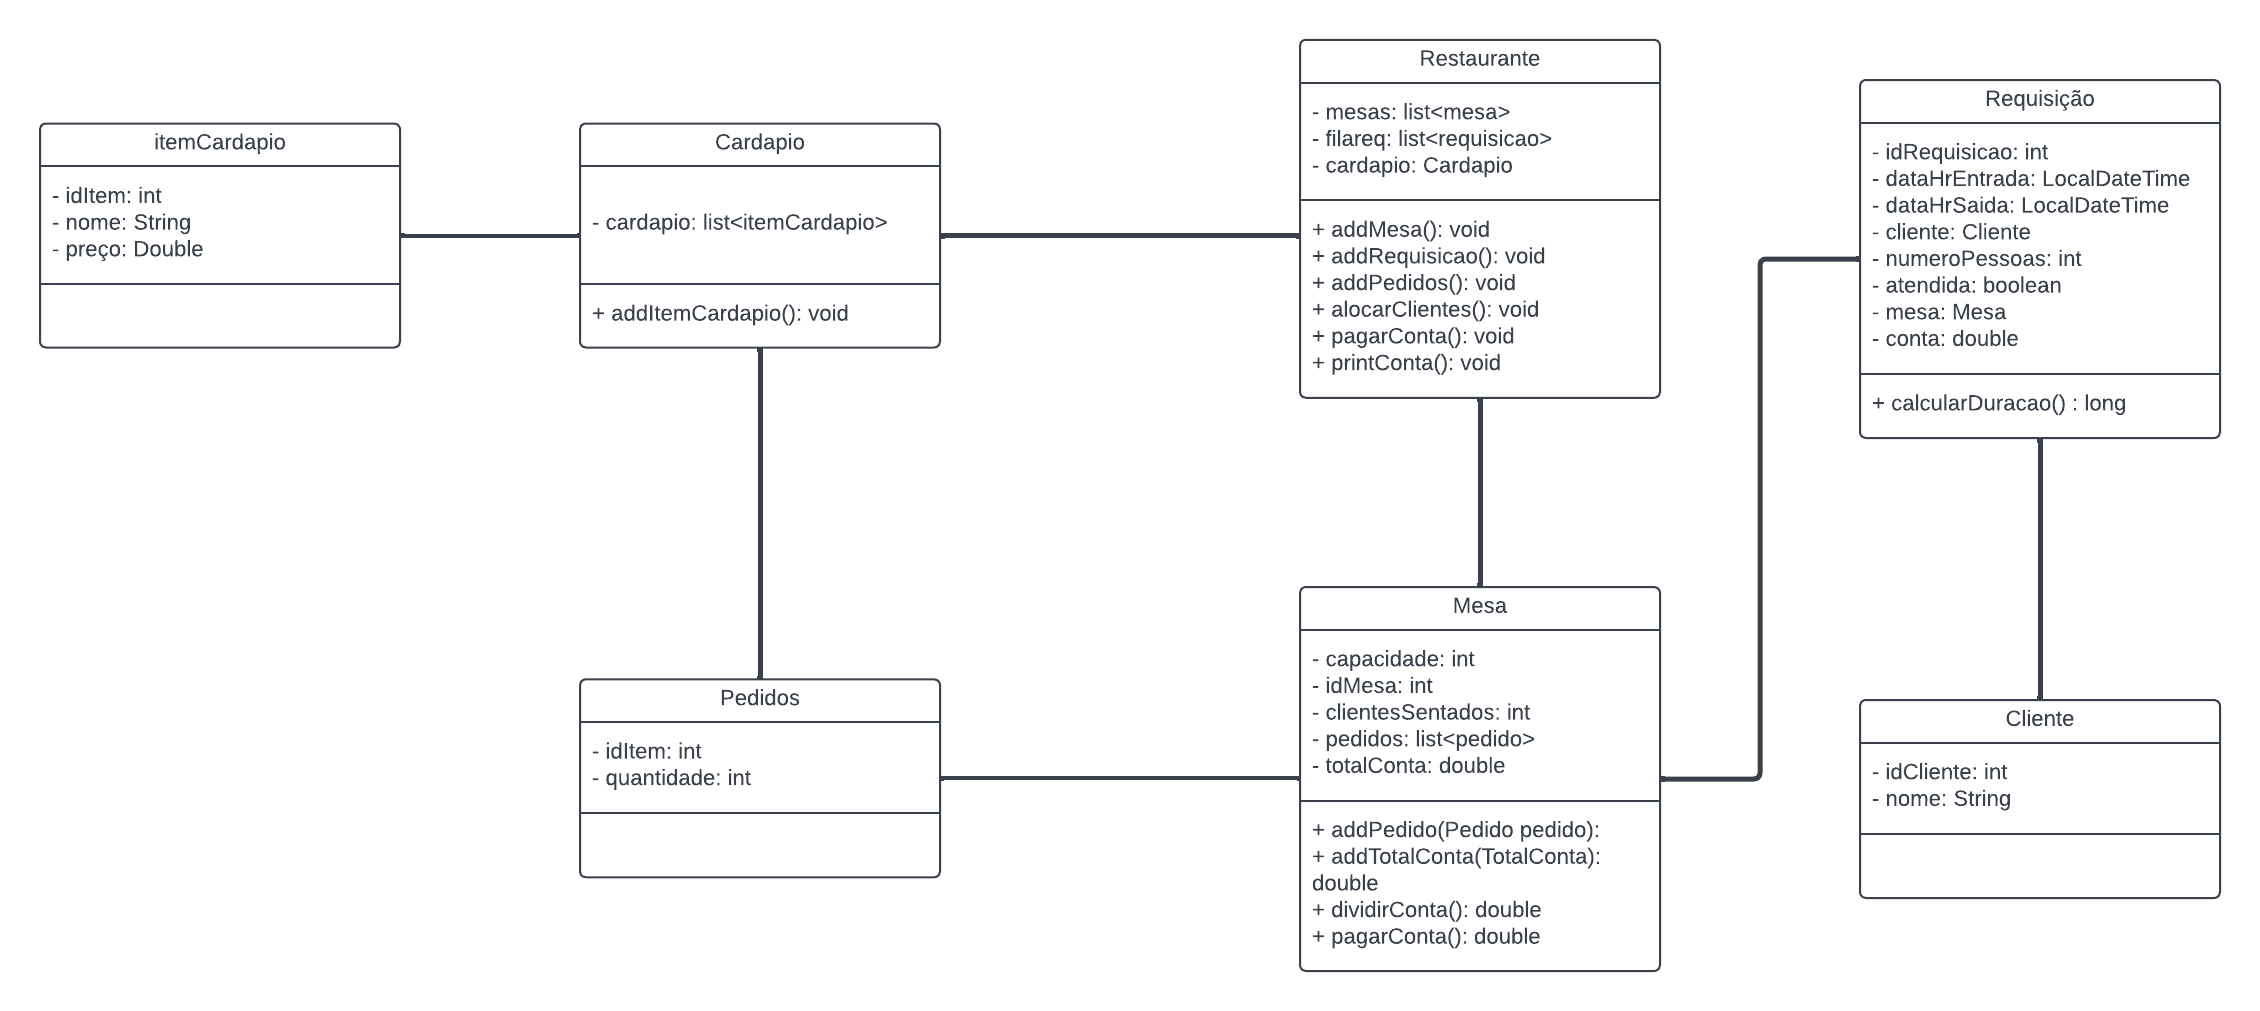 itemCardapio
- idItem: int
- nome: String
- preço: Double
Cardapio
- cardapio: list<itemCardapio>
+ addItemCardapio(): void
Restaurante
- mesas: list<mesa>
- filareq: list<requisicao>
- cardapio: Cardapio
+ addMesa(): void
+ addRequisicao(): void
+ addPedidos(): void
+ alocarClientes(): void
+ pagarConta(): void
+ printConta(): void
Requisição
- idRequisicao: int
- dataHrEntrada: LocalDateTime
- dataHrSaida: LocalDateTime
- cliente: Cliente
- numeroPessoas: int
- atendida: boolean
- mesa: Mesa
- conta: double
+ calcularDuracao() : long
Pedidos
- idItem: int
- quantidade: int
Mesa
- capacidade: int
- idMesa: int
- clientesSentados: int
- pedidos: list<pedido>
- totalConta: double
+ addPedido(Pedido pedido):
+ addTotalConta(TotalConta):
double
+ dividirConta(): double
+ pagarConta(): double
Cliente
- idCliente: int
- nome: String